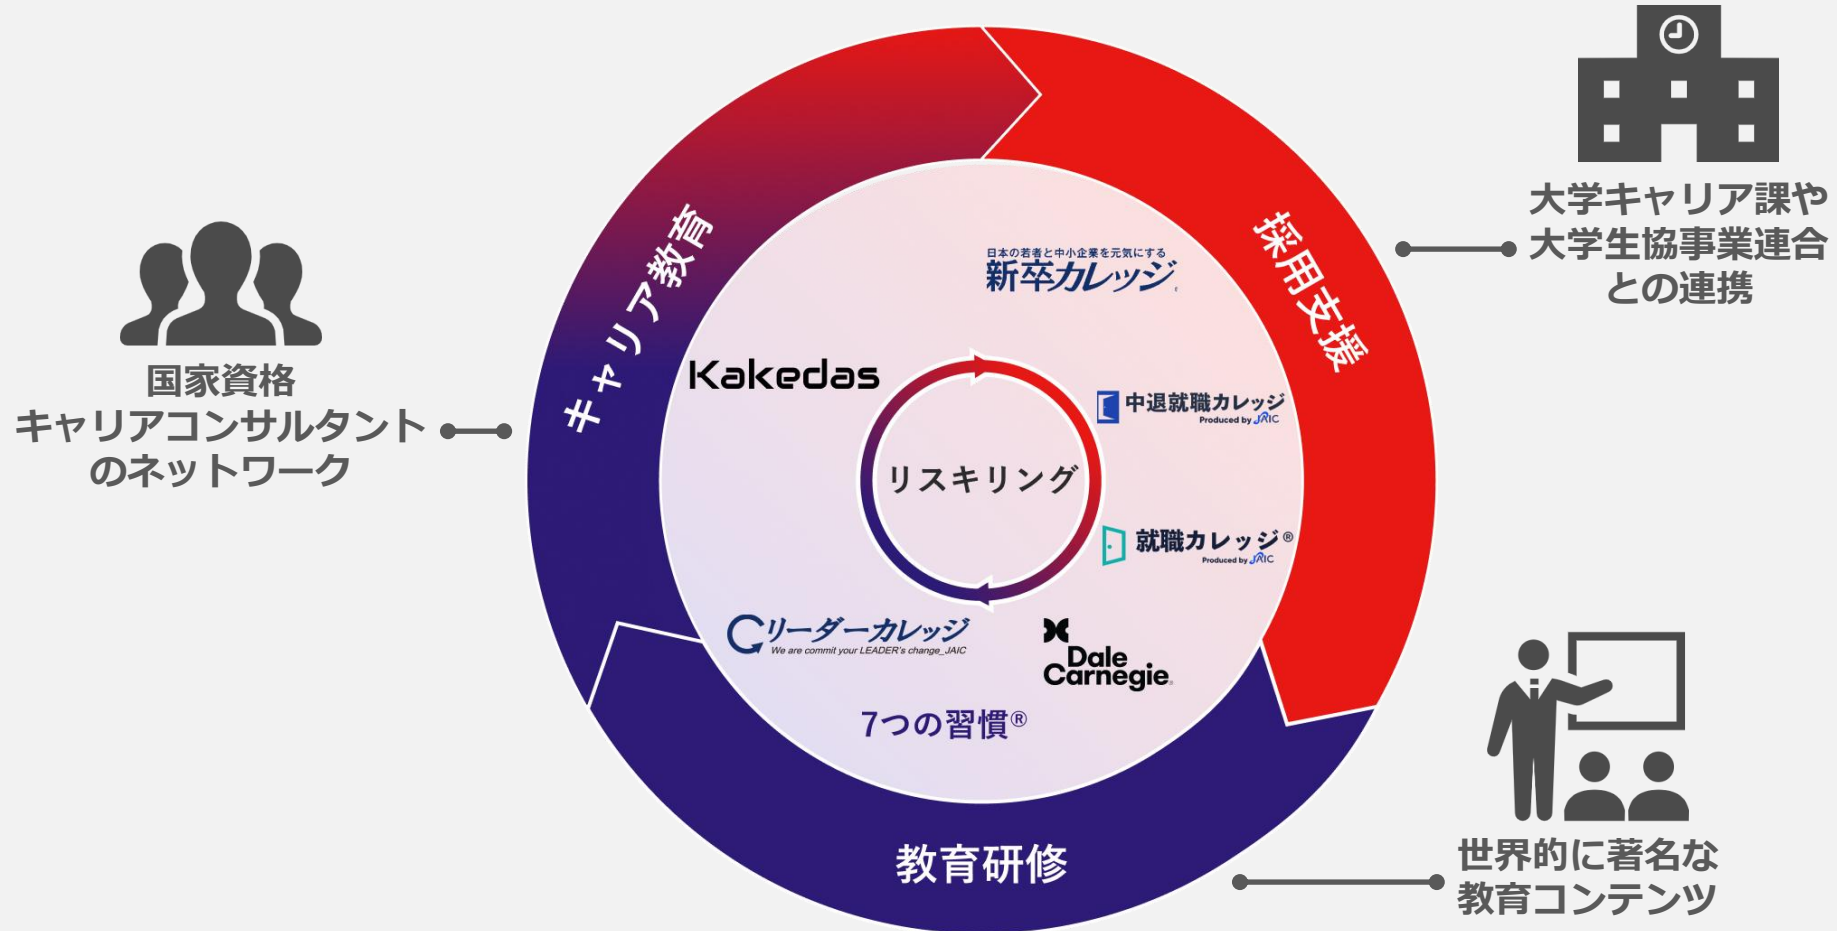 大学キャリア課や
大学生協事業連合
との連携
採用支援
キャリア教育
国家資格
キャリアコンサルタント
のネットワーク
日本の若者と中小企業を元気にする
新卒カレッジ
Kakedas
中退就職カレッジ
Produced by JAIC
リスキリング
就職カレッジ®
Produced by JAIC
リーダーカレッジ
We are commit your LEADER's change_JAIC
Dale
Carnegie
7つの習慣®
教育研修
世界的に著名な
教育コンテンツ